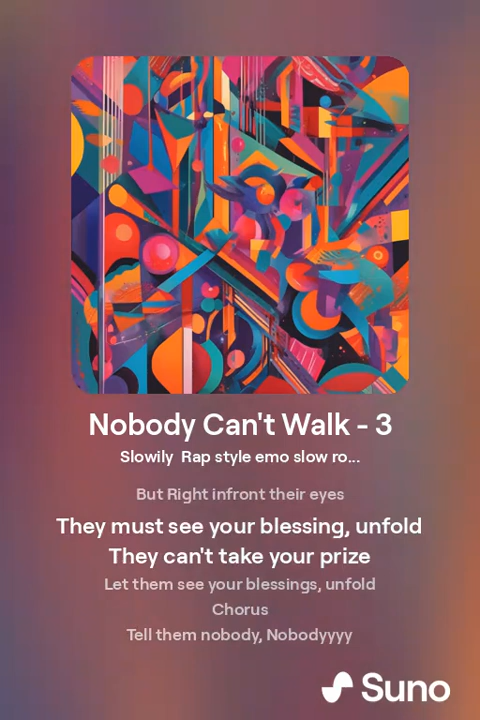 Nobody Can't Walk - 3
Slowily  Rap style emo slow ro...
But Right infront their eyes
They must see your blessing, unfold
They can't take your prize
Let them see your blessings, unfold
Chorus
Tell them nobody, Nobodyyyy
Suno